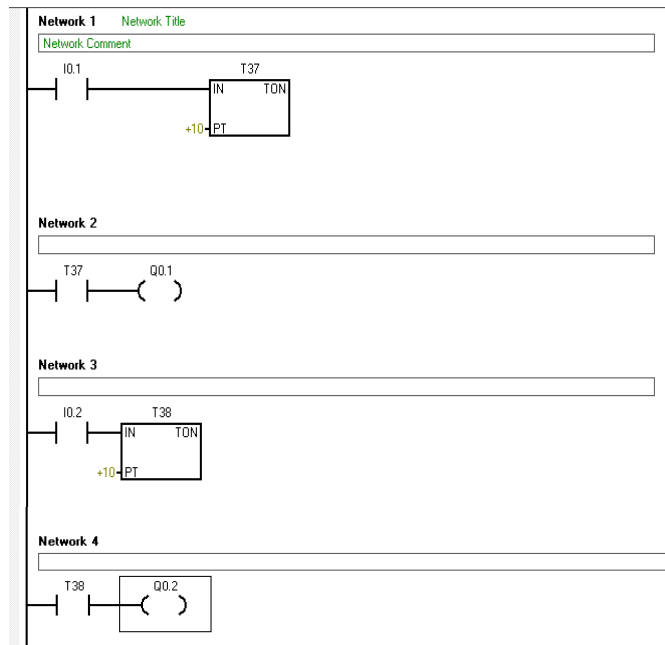 Network 1 Network Title
Network Comment
I0.1 T37
IN TON
+10 PT
Network 2
T37 Q0.1
Network 3
I0.2 T38
IN TON
+10 PT
Network 4
T38 Q0.2